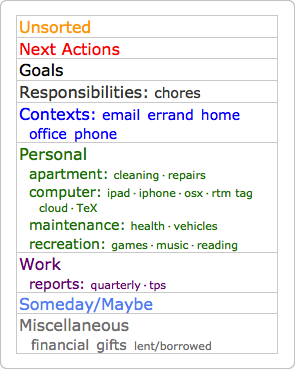 Unsorted
Next Actions
Goals
Responsibilities: chores
Contexts: email errand home
office phone
Personal
apartment: cleaning · repairs
computer: ipad · iphone · osx · rtm tag
cloud · TeX
maintenance: health · vehicles
recreation: games · music · reading
Work
reports: quarterly · tps
Someday/Maybe
Miscellaneous
financial gifts lent/borrowed